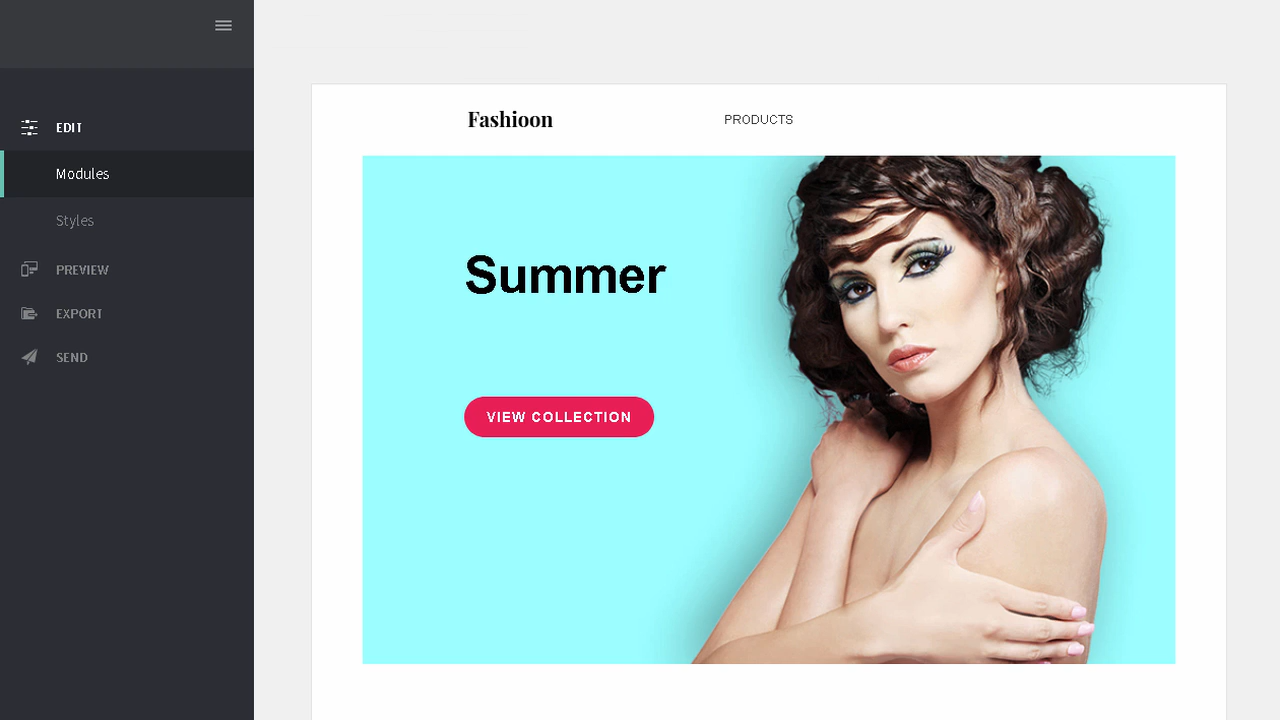 EDIT
Modules
Styles
PREVIEW
EXPORT
SEND
Fashioon
PRODUCTS
Summer
VIEW COLLECTION